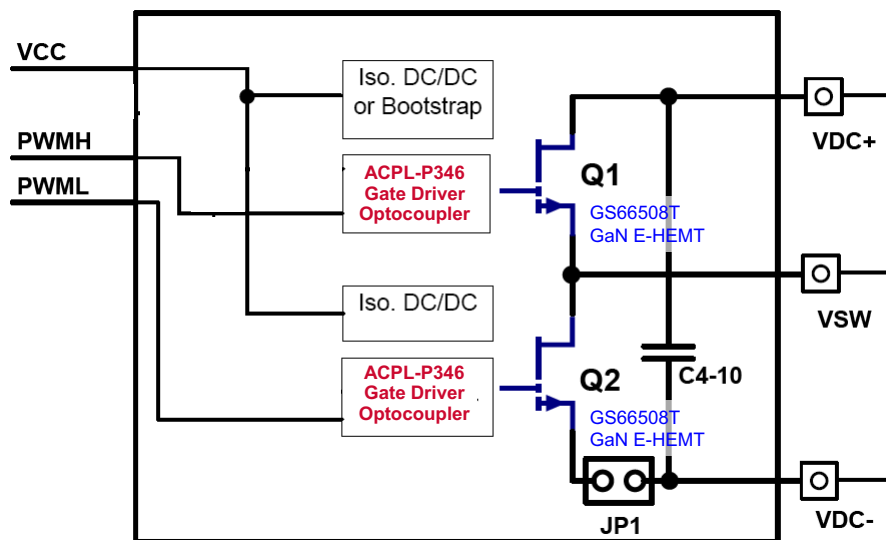 VCC
PWMH
PWML
Iso. DC/DC
or Bootstrap
ACPL-P346
Gate Driver
Optocoupler
Q1
GS66508T
GaN E-HEMT
VDC+
Iso. DC/DC
VSW
ACPL-P346
Gate Driver
Optocoupler
Q2
C4-10
GS66508T
GaN E-HEMT
JP1
VDC-